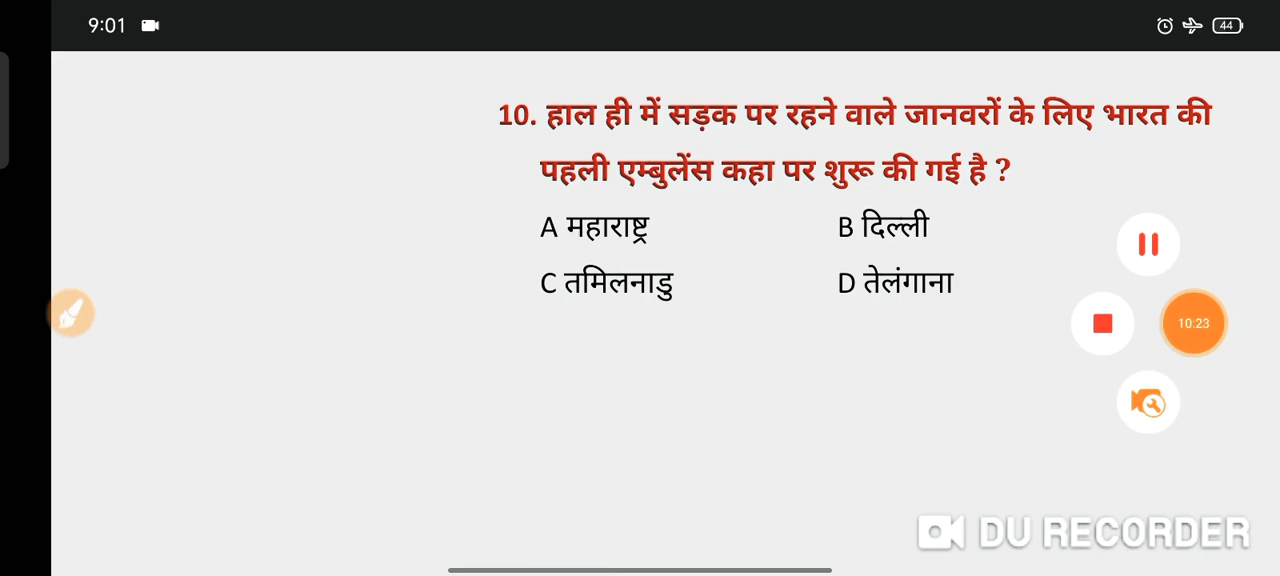 9:01
44
10. हाल ही में सड़क पर रहने वाले जानवरों के लिए भारत की
पहली एम्बुलेंस कहा पर शुरू की गई है ?
A महाराष्ट्र B दिल्ली
C तमिलनाडु D तेलंगाना
10:23
DU RECORDER